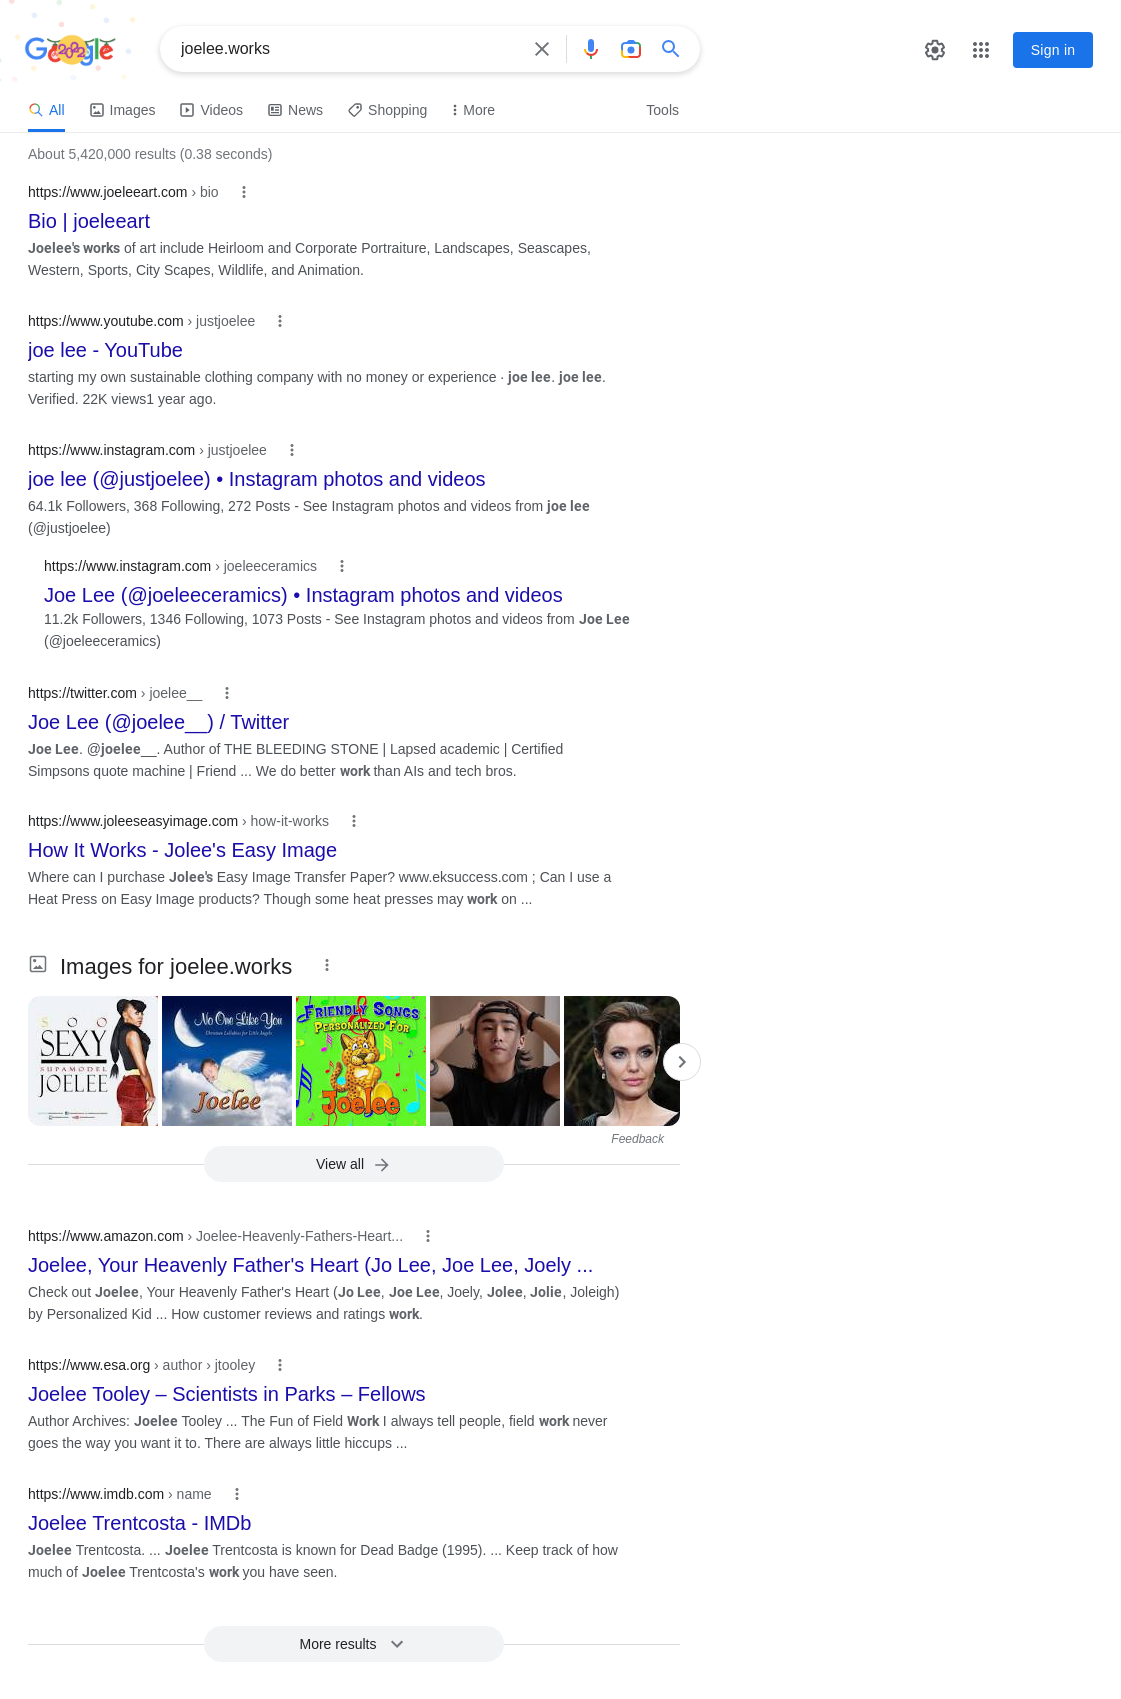 Google
joelee.works
Sign in
All
Images
Videos
News
Shopping
More
Tools
About 5,420,000 results (0.38 seconds)
https://www.joeleeart.com › bio
Bio | joeleeart
Joelee's works of art include Heirloom and Corporate Portraiture, Landscapes, Seascapes,
Western, Sports, City Scapes, Wildlife, and Animation.
https://www.youtube.com › justjoelee
joe lee - YouTube
starting my own sustainable clothing company with no money or experience · joe lee. joe lee.
Verified. 22K views1 year ago.
https://www.instagram.com › justjoelee
joe lee (@justjoelee) • Instagram photos and videos
64.1k Followers, 368 Following, 272 Posts - See Instagram photos and videos from joe lee
(@justjoelee)
https://www.instagram.com › joeleeceramics
Joe Lee (@joeleeceramics) • Instagram photos and videos
11.2k Followers, 1346 Following, 1073 Posts - See Instagram photos and videos from Joe Lee
(@joeleeceramics)
https://twitter.com › joelee__
Joe Lee (@joelee__) / Twitter
Joe Lee. @joelee__. Author of THE BLEEDING STONE | Lapsed academic | Certified
Simpsons quote machine | Friend ... We do better work than AIs and tech bros.
https://www.joleeseasyimage.com › how-it-works
How It Works - Jolee's Easy Image
Where can I purchase Jolee's Easy Image Transfer Paper? www.eksuccess.com ; Can I use a
Heat Press on Easy Image products? Though some heat presses may work on ...
Images for joelee.works
SOO
SEXY
SUPAMODEL
JOELEE
No One Like You
Christian Lullabies for Little Angels
Joelee
FRIENDLY SONGS
PERSONALIZED FOR
Joelee
Feedback
View all
https://www.amazon.com › Joelee-Heavenly-Fathers-Heart...
Joelee, Your Heavenly Father's Heart (Jo Lee, Joe Lee, Joely ...
Check out Joelee, Your Heavenly Father's Heart (Jo Lee, Joe Lee, Joely, Jolee, Jolie, Joleigh)
by Personalized Kid ... How customer reviews and ratings work.
https://www.esa.org › author › jtooley
Joelee Tooley – Scientists in Parks – Fellows
Author Archives: Joelee Tooley ... The Fun of Field Work I always tell people, field work never
goes the way you want it to. There are always little hiccups ...
https://www.imdb.com › name
Joelee Trentcosta - IMDb
Joelee Trentcosta. ... Joelee Trentcosta is known for Dead Badge (1995). ... Keep track of how
much of Joelee Trentcosta's work you have seen.
More results